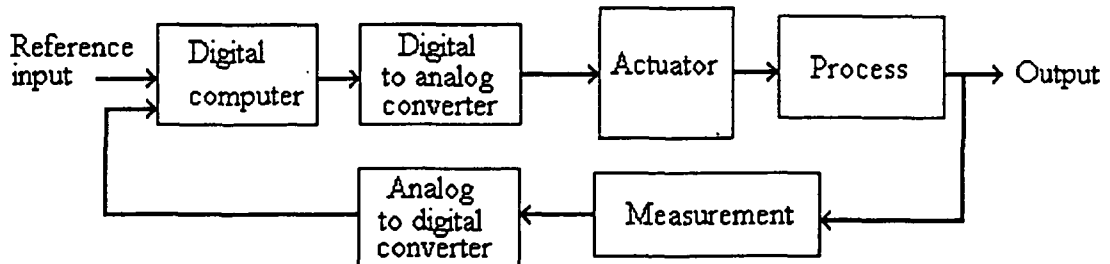 Reference
input
Digital
computer
Digital
to analog
converter
Actuator
Process
Output
Analog
to digital
converter
Measurement